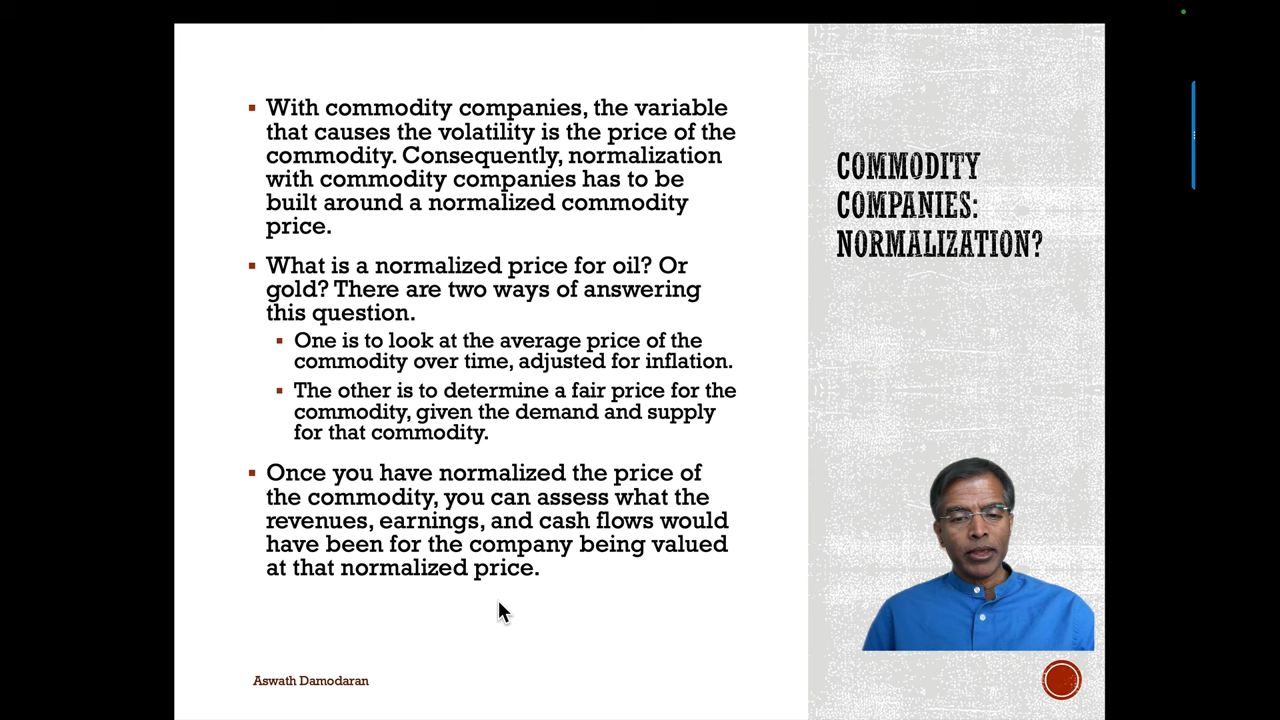 With commodity companies, the variable
that causes the volatility is the price of the
commodity. Consequently, normalization
with commodity companies has to be
built around a normalized commodity
price.
What is a normalized price for oil? Or
gold? There are two ways of answering
this question.
One is to look at the average price of the
commodity over time, adjusted for inflation.
The other is to determine a fair price for the
commodity, given the demand and supply
for that commodity.
Once you have normalized the price of
the commodity, you can assess what the
revenues, earnings, and cash flows would
have been for the company being valued
at that normalized price.
COMMODITY
COMPANIES:
NORMALIZATION?
Aswath Damodaran